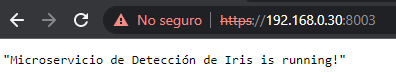 No seguro https://192.168.0.30:8003
"Microservicio de Detección de Iris is running!"